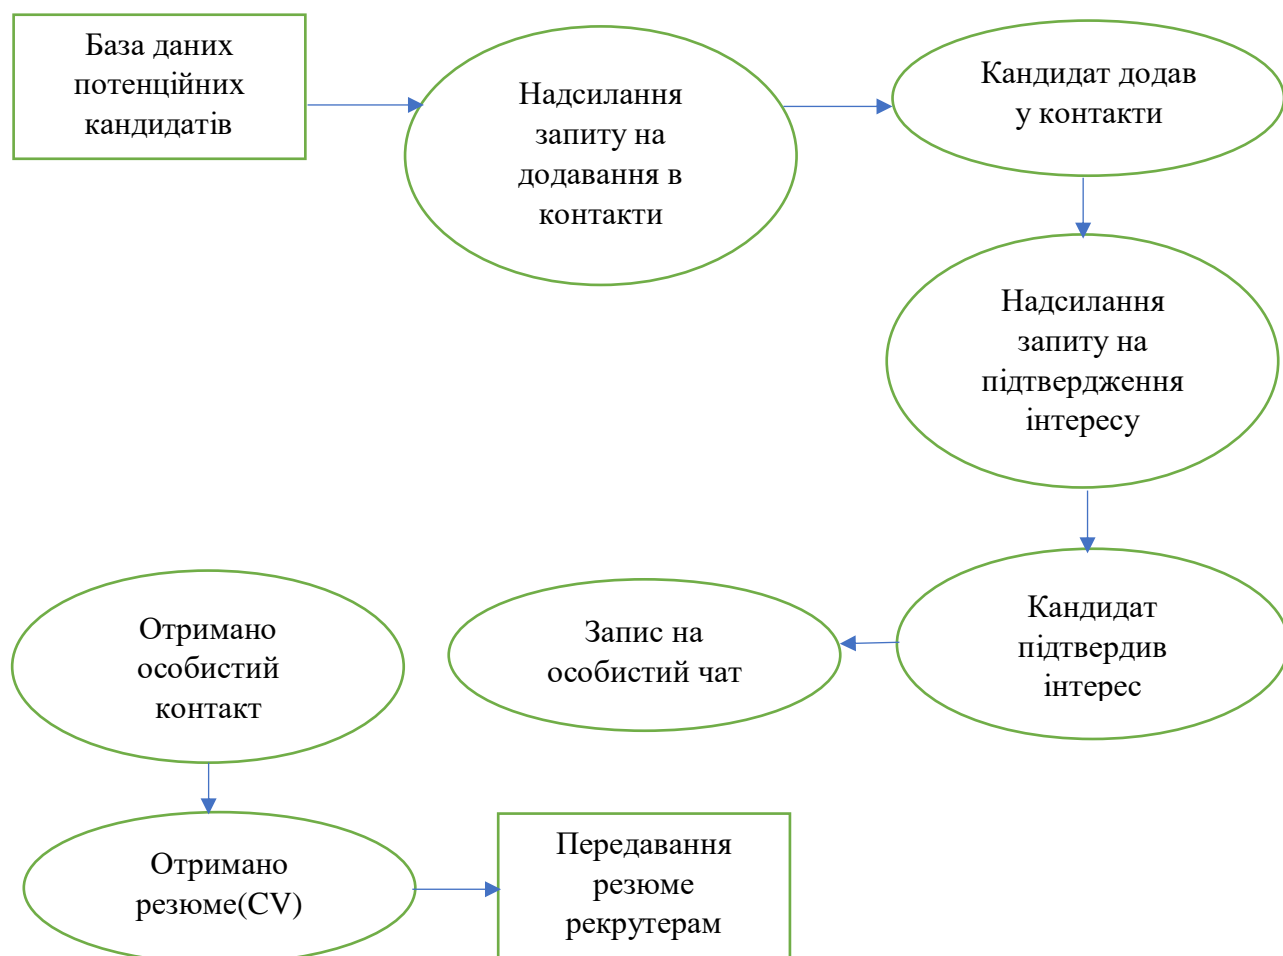 База даних
потенційних
кандидатів
Надсилання
запиту на
додавання в
контакти
Кандидат додав
у контакти
Надсилання
запиту на
підтвердження
інтересу
Кандидат
підтвердив
інтерес
Запис на
особистий чат
Отримано
особистий
контакт
Отримано
резюме(CV)
Передавання
резюме
рекрутерам